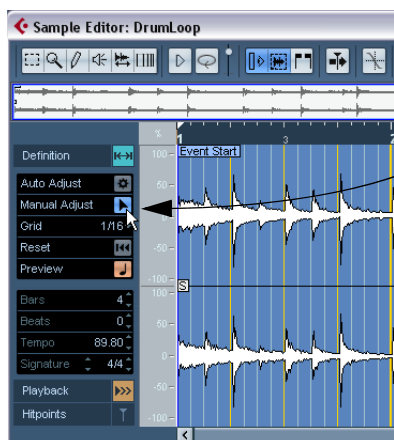 Sample Editor: DrumLoop
%
1
3
2
Definition
100
Event Start
Auto Adjust
50
Manual Adjust
0
Grid 1/16
Reset
-50
Preview
-100
S
Bars 4
100
Beats 0
50
Tempo 89.80
Signature 4/4
0
Playback
-50
Hitpoints
-100